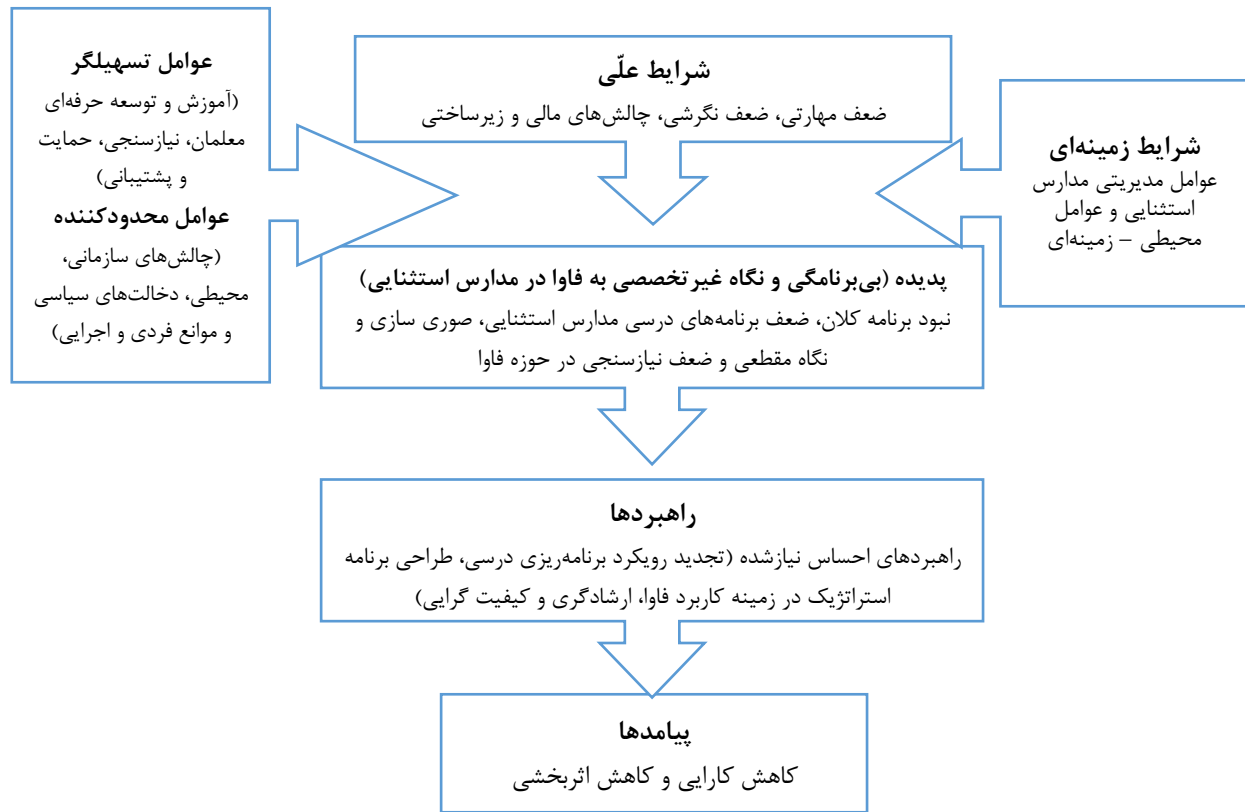 شرایط علّی
ضعف مهارتی، ضعف نگرشی، چالش‌های مالی و زیرساختی
شرایط زمینه‌ای
عوامل مدیریتی مدارس
استثنایی و عوامل
محیطی – زمینه‌ای
عوامل تسهیلگر
(آموزش و توسعه حرفه‌ای
معلمان، نیازسنجی، حمایت
و پشتیبانی)
عوامل محدودکننده
(چالش‌های سازمانی،
محیطی، دخالت‌های سیاسی
و موانع فردی و اجرایی)
پدیده (بی‌برنامگی و نگاه غیرتخصصی به فاوا در مدارس استثنایی)
نبود برنامه کلان، ضعف برنامه‌های درسی مدارس استثنایی، صوری سازی و
نگاه مقطعی و ضعف نیازسنجی در حوزه فاوا
راهبردها
راهبردهای احساس نیازشده (تجدید رویکرد برنامه‌ریزی درسی، طراحی برنامه
استراتژیک در زمینه کاربرد فاوا، ارشادگری و کیفیت گرایی)
پیامدها
کاهش کارایی و کاهش اثربخشی